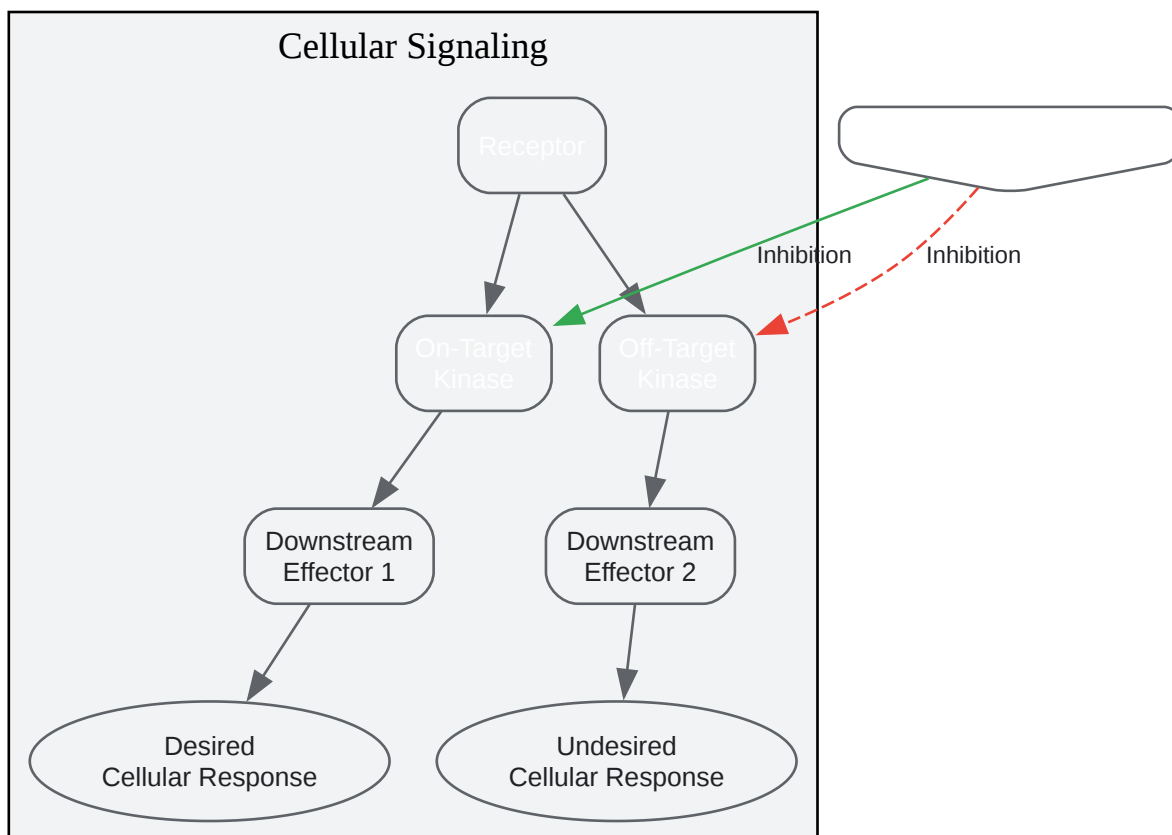 Cellular Signaling
Receptor
Inhibition
Inhibition
On-Target
Kinase
Off-Target
Kinase
Downstream
Effector 1
Downstream
Effector 2
Desired
Cellular Response
Undesired
Cellular Response